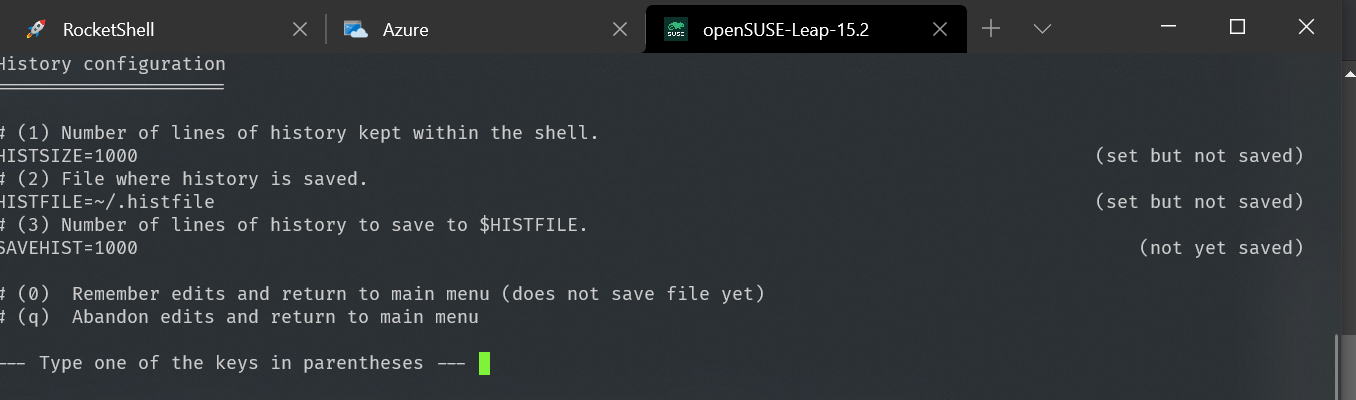 RocketShell
Azure
SUSE
openSUSE-Leap-15.2
History configuration
# (1) Number of lines of history kept within the shell.
HISTSIZE=1000 (set but not saved)
# (2) File where history is saved.
HISTFILE=~/.histfile (set but not saved)
# (3) Number of lines of history to save to $HISTFILE.
SAVEHIST=1000 (not yet saved)
# (0)  Remember edits and return to main menu (does not save file yet)
# (q)  Abandon edits and return to main menu
--- Type one of the keys in parentheses ---